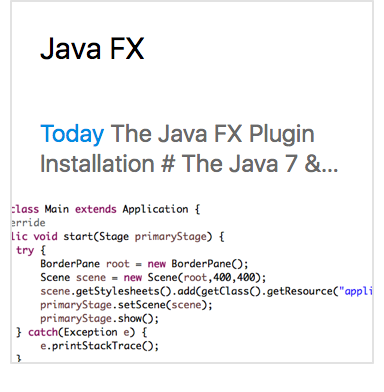 Java FX
Today The Java FX Plugin
Installation # The Java 7 &...
class Main extends Application {
erride
lic void start(Stage primaryStage) {
try {
BorderPane root = new BorderPane();
Scene scene = new Scene(root,400,400);
scene.getStylesheets().add(getClass().getResource("appli
primaryStage.setScene(scene);
primaryStage.show();
} catch(Exception e) {
e.printStackTrace();
}